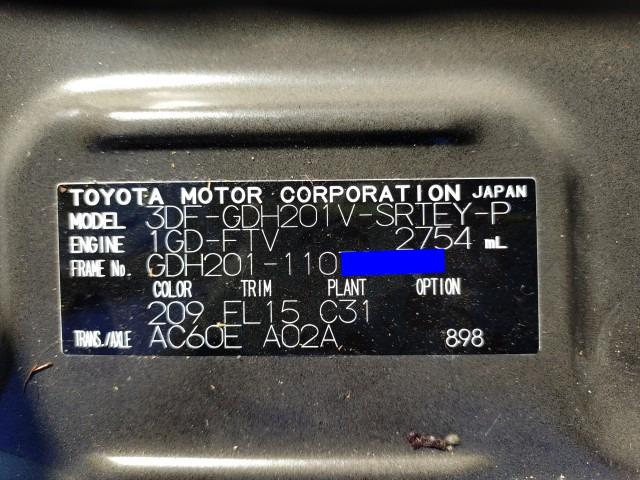 TOYOTA MOTOR CORPORATION JAPAN
MODEL 3DF-GDH201V-SRTEY-P
ENGINE 1GD-FTV 2754 mL
FRAME No. GDH201-110
COLOR TRIM PLANT OPTION
209 FL15 C31
TRANS./AXLE AC60E A02A 898